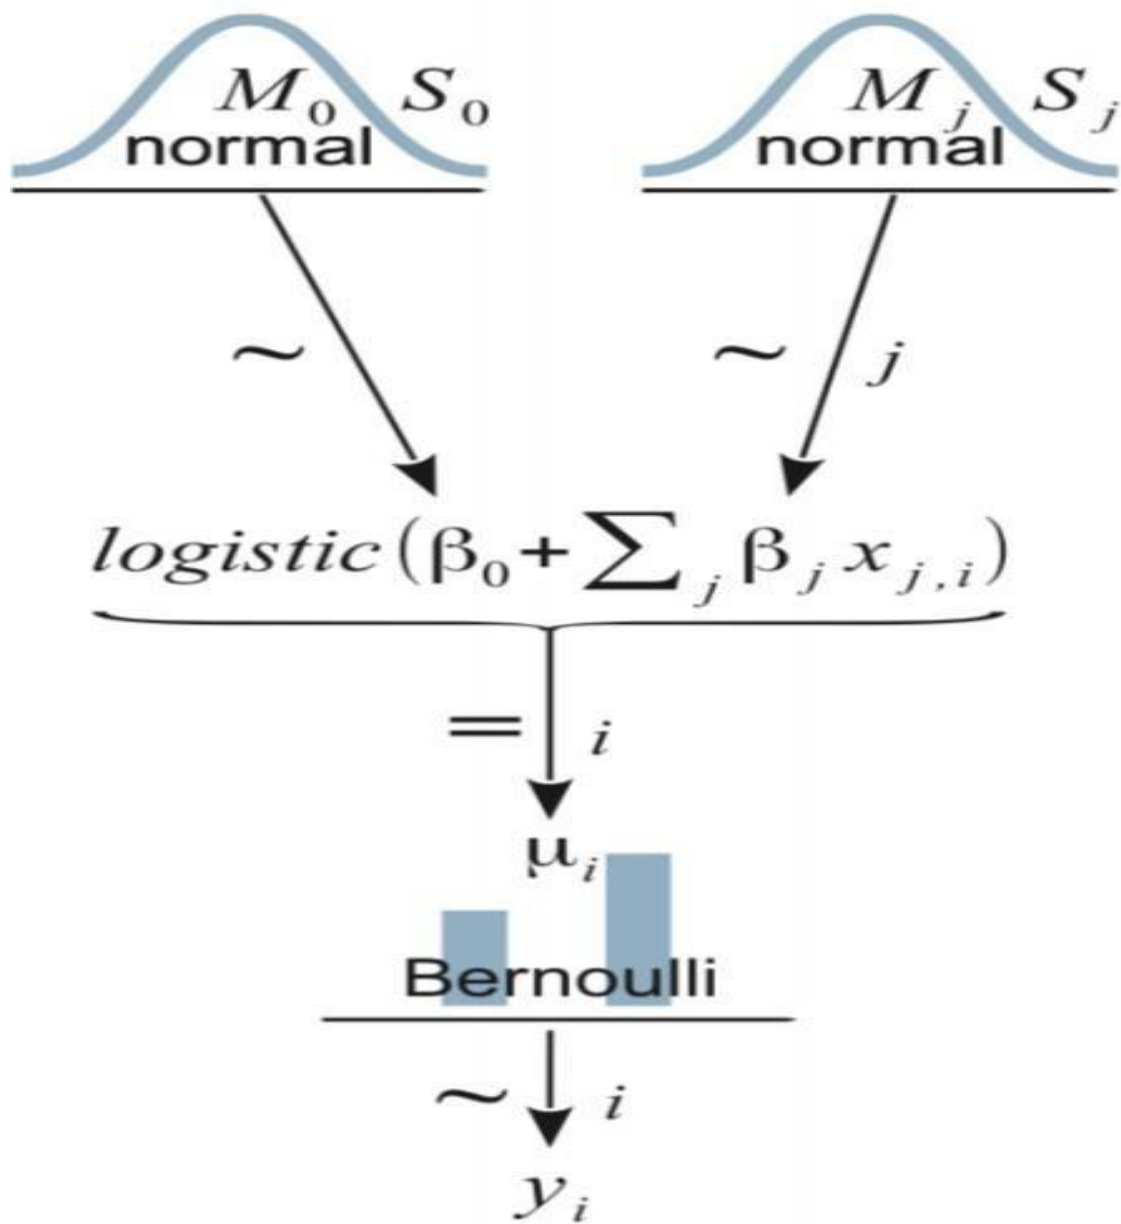 M₀ S₀
normal
M_j S_j
normal
~
~ j
logistic(β₀+∑_j β_j x_{j,i})
= i
μ_i
Bernoulli
~ i
y_i